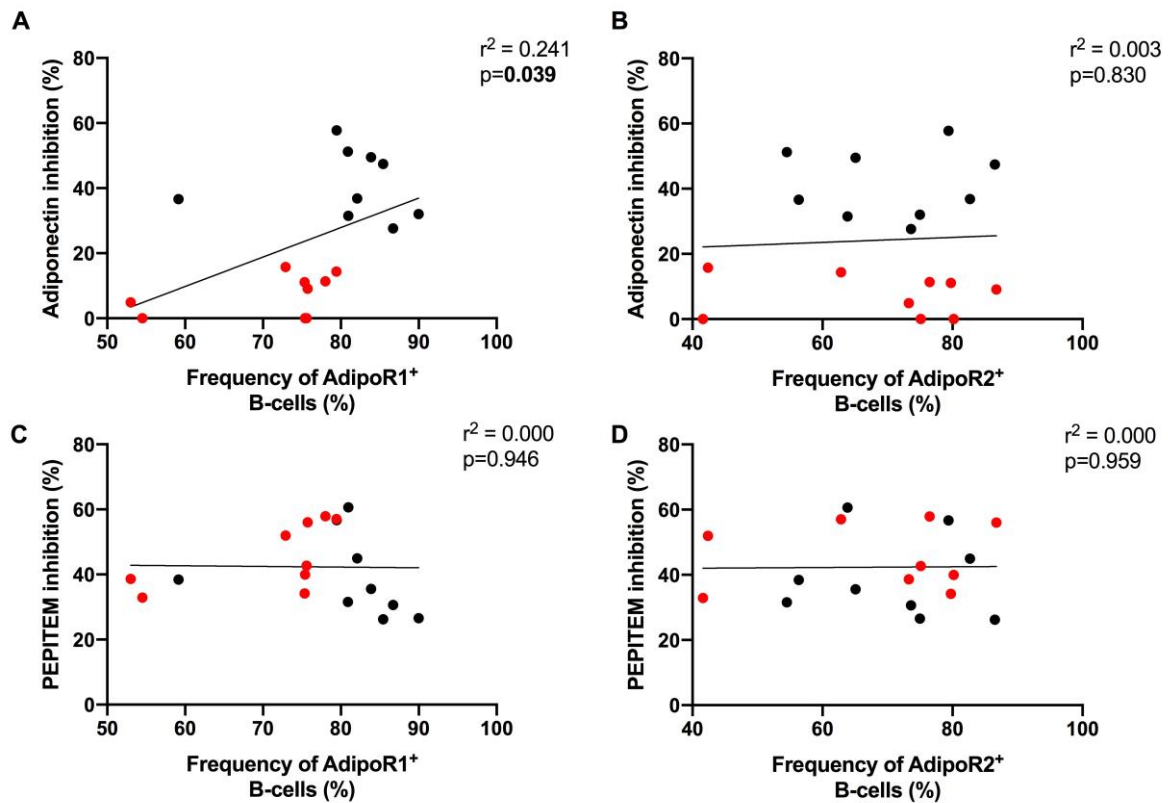 A
r² = 0.241
p=0.039
Adiponectin inhibition (%)
80
60
40
20
0
50 60 70 80 90 100
Frequency of AdipoR1⁺
B-cells (%)
B
r² = 0.003
p=0.830
Adiponectin inhibition (%)
80
60
40
20
0
40 60 80 100
Frequency of AdipoR2⁺
B-cells (%)
C
r² = 0.000
p=0.946
PEPITEM inhibition (%)
80
60
40
20
0
50 60 70 80 90 100
Frequency of AdipoR1⁺
B-cells (%)
D
r² = 0.000
p=0.959
PEPITEM inhibition (%)
80
60
40
20
0
40 60 80 100
Frequency of AdipoR2⁺
B-cells (%)